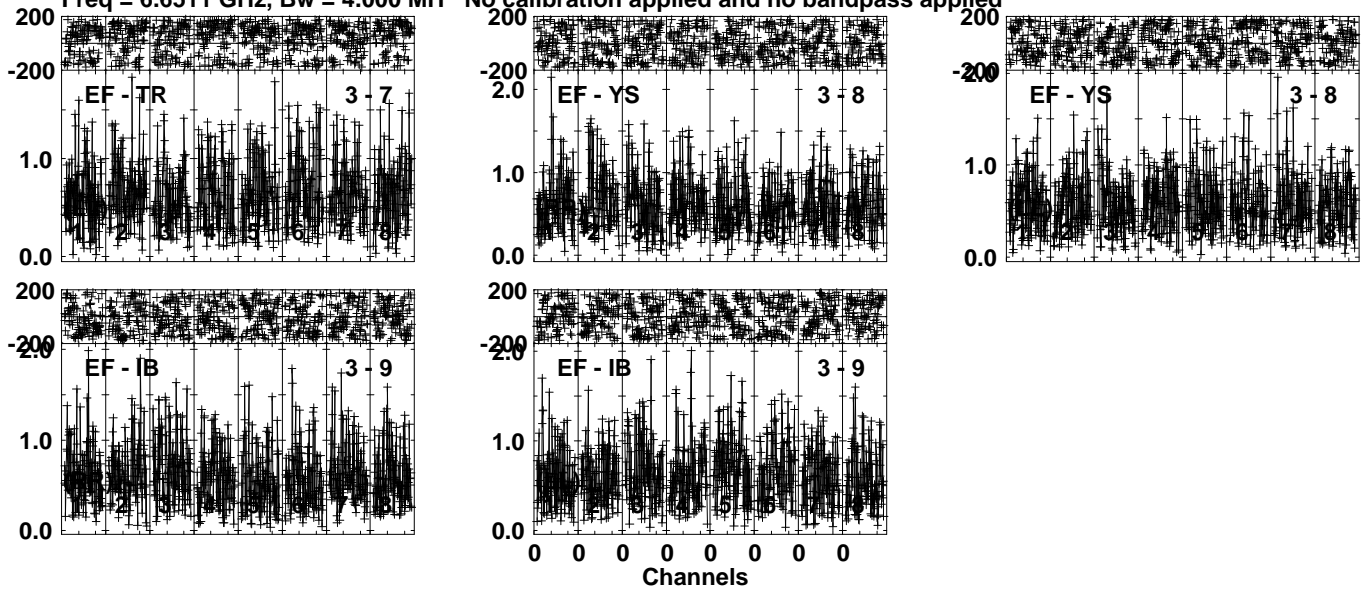 Freq = 6.6511 GHz, Bw = 4.000 MH No calibration applied and no bandpass applied
200 200 200
-200 -200 -200
2.0 2.0
EF - TR 3 - 7 EF - YS 3 - 8 EF - YS 3 - 8
1.0 1.0 1.0
1 2 3 4 5 6 7 8 1 2 3 4 5 6 7 8 1 2 3 4 5 6 7 8
0.0 0.0 0.0
200 200
-200 -200
2.0 2.0
EF - IB 3 - 9 EF - IB 3 - 9
1.0 1.0
1 2 3 4 5 6 7 8 1 2 3 4 5 6 7 8
0.0 0.0
0 0 0 0 0 0 0 0
Channels